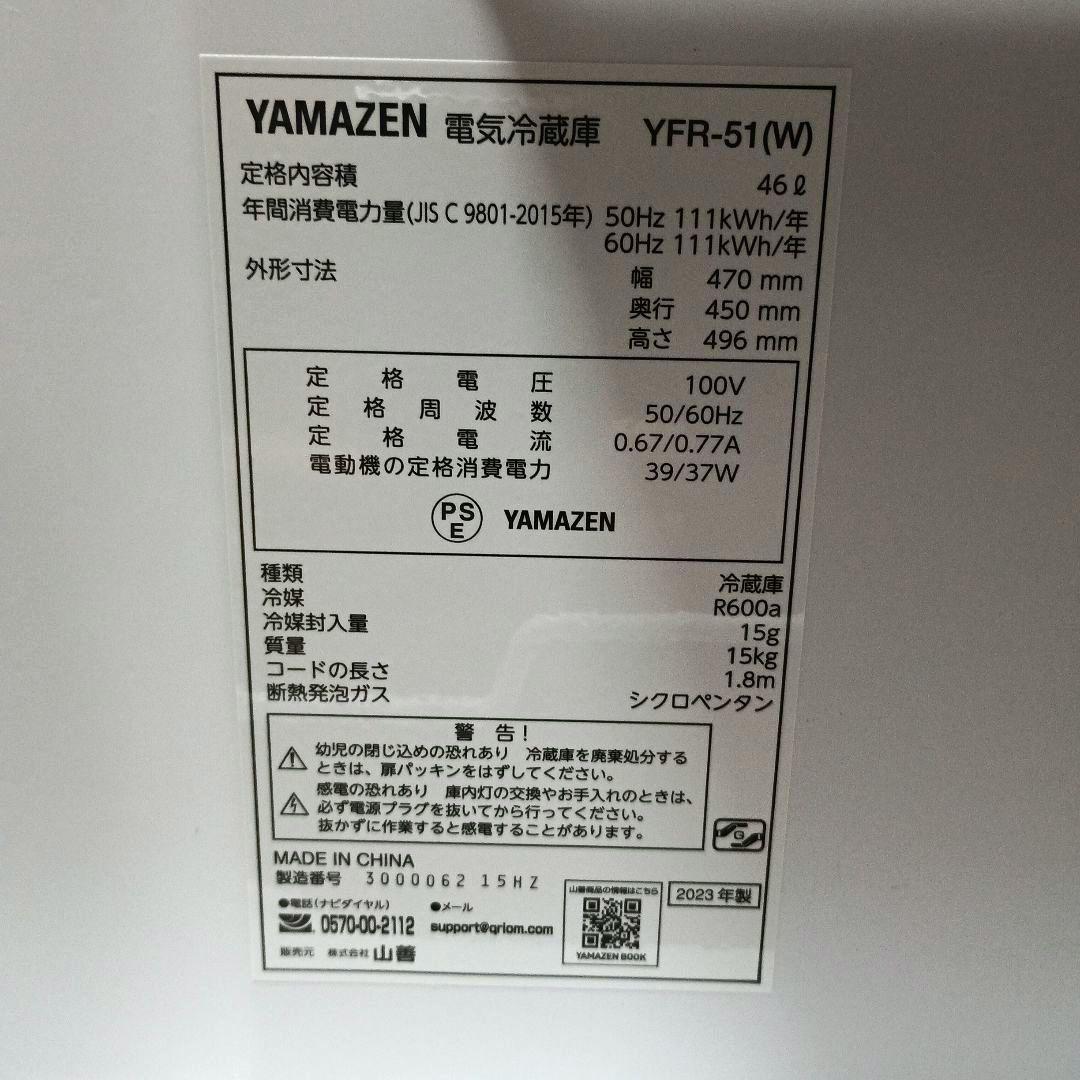 YAMAZEN 電気冷蔵庫 YFR-51(W)
定格内容積 46ℓ
年間消費電力量(JIS C 9801-2015年) 50Hz 111kWh/年
60Hz 111kWh/年
外形寸法 幅 470 mm
奥行 450 mm
高さ 496 mm
定格電圧 100V
定格周波数 50/60Hz
定格電流 0.67/0.77A
電動機の定格消費電力 39/37W
PSE YAMAZEN
種類 冷蔵庫
冷媒 R600a
冷媒封入量 15g
質量 15kg
コードの長さ 1.8m
断熱発泡ガス シクロペンタン
警 告!
幼児の閉じ込めの恐れあり 冷蔵庫を廃棄処分する
ときは、扉パッキンをはずしてください。
感電の恐れあり 庫内灯の交換やお手入れのときは、
必ず電源プラグを抜いてから行ってください。
抜かずに作業すると感電することがあります。
G
MADE IN CHINA
製造番号 3000062 15HZ
2023年製
山善商品の情報はこちら
●電話(ナビダイヤル) ●メール
0570-00-2112 support@qriom.com
販売元 株式会社 山善
YAMAZEN BOOK